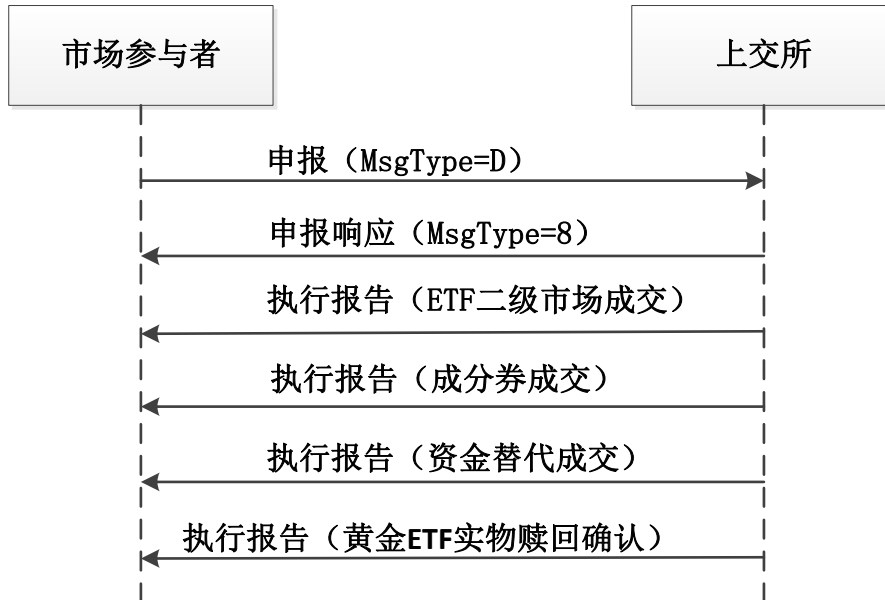 市场参与者
上交所
申报（MsgType=D）
申报响应（MsgType=8）
执行报告（ETF二级市场成交）
执行报告（成分券成交）
执行报告（资金替代成交）
执行报告（黄金ETF实物赎回确认）